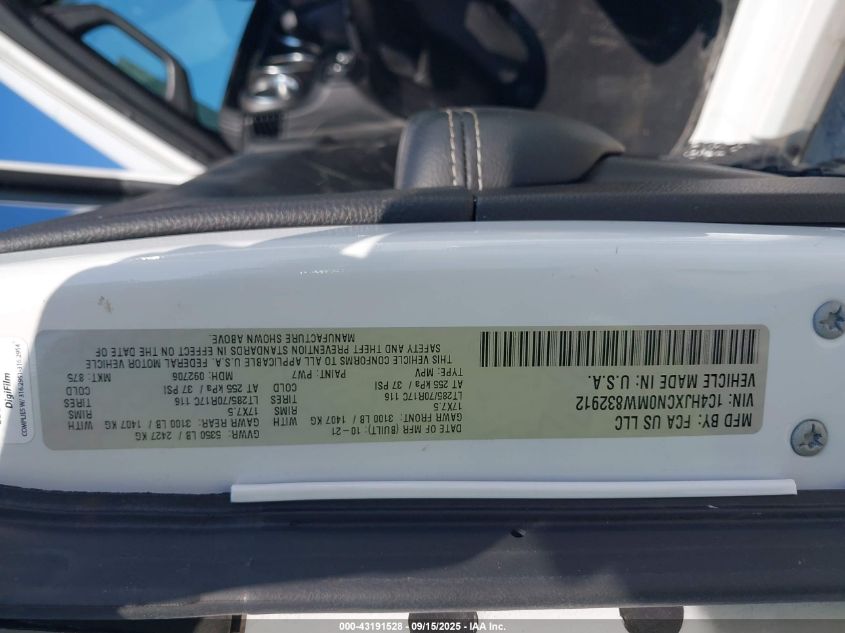 MFD BY: FCA US LLC
DATE OF MFR (BUILT): 10-21 GVWR: 5350 LB / 2427 KG
GAWR FRONT: 3100 LB / 1407 KG WITH GAWR REAR: 3100 LB / 1407 KG WITH
17X7.5 RIMS 17X7.5 RIMS
LT285/70R17C 116 TIRES LT285/70R17C 116 TIRES
AT 255 kPa / 37 PSI COLD AT 255 kPa / 37 PSI COLD
VIN: 1C4HJXCN0MW832912
VEHICLE MADE IN: U.S.A.
TYPE: MPV PAINT: PW7 MDH: 092706 MKT: 875
THIS VEHICLE CONFORMS TO ALL APPLICABLE U.S.A. FEDERAL MOTOR VEHICLE
SAFETY AND THEFT PREVENTION STANDARDS IN EFFECT ON THE DATE OF
MANUFACTURE SHOWN ABOVE.
DigiFilm
000-43191528 - 09/15/2025 - IAA Inc.